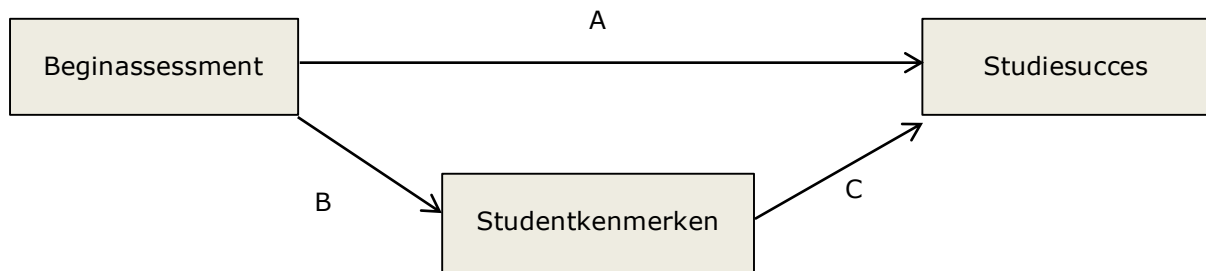 A
Beginassessment
Studiesucces
B
Studentkenmerken
C